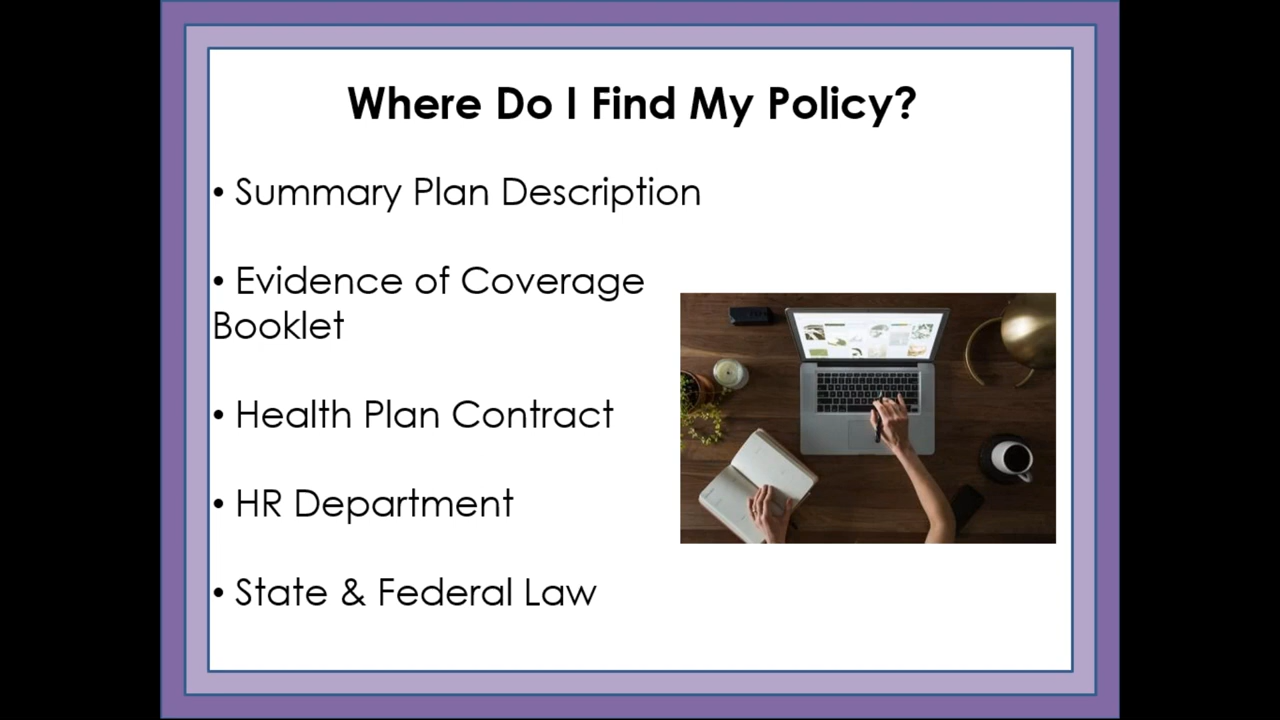 Where Do I Find My Policy?
• Summary Plan Description
• Evidence of Coverage
Booklet
• Health Plan Contract
• HR Department
• State & Federal Law